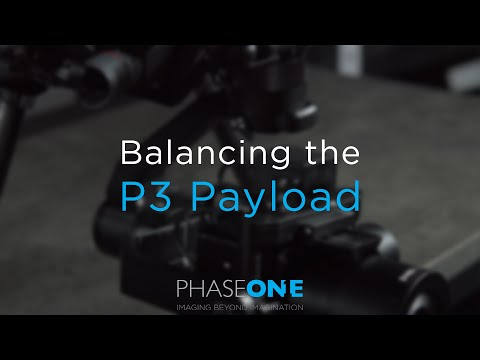 Balancing the
P3 Payload
PHASEONE
IMAGING BEYOND IMAGINATION